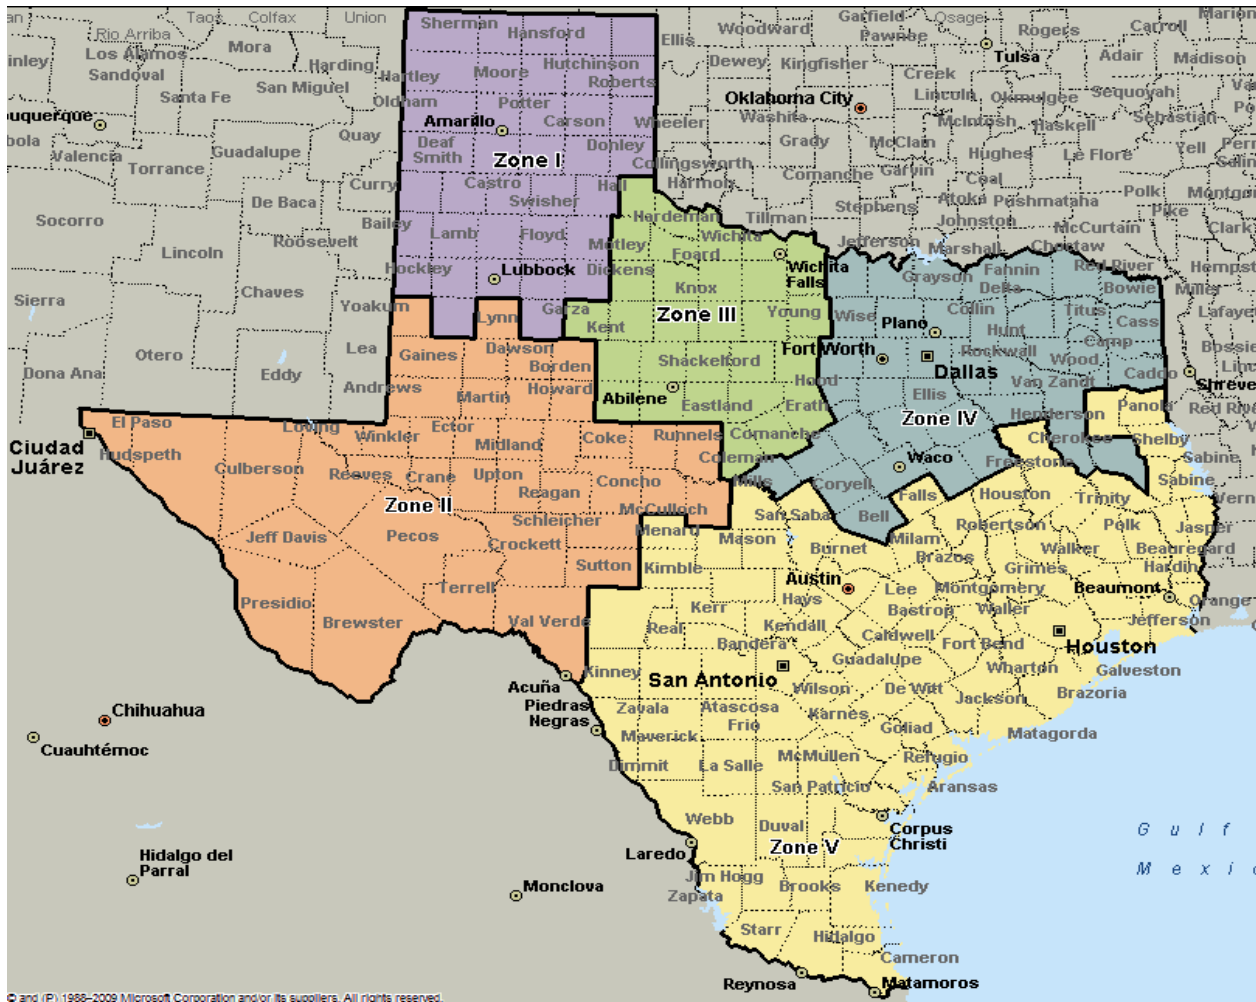 Taos
Colfax
Union
Sherman
Hansford
Ellis
Woodward
Garfield
Pawnee
Osage
Rogers
Carroll
Marion
Rio Arriba
Los Alamos
Mora
Sandoval
Harding
San Miguel
Santa Fe
Hartley
Moore
Hutchinson
Roberts
Dewey
Kingfisher
Tulsa
Adair
Madison
Creek
Lincoln
Okmulgee
Sequoyah
Oldham
Potter
Carson
Wheeler
Oklahoma City
Washita
Amarillo
Quay
Deaf
Smith
Donley
Grady
McClain
McIntosh
Haskell
Sebastian
Valencia
Guadalupe
Torrance
Zone I
Collingsworth
Hughes
Le Flore
Yell
Curry
Castro
Hall
Harmon
Comanche
Garvin
Coal
De Baca
Swisher
Stephens
Atoka
Pushmataha
Polk
Johnston
Pike
Socorro
Bailey
Lamb
Floyd
Motley
Hardeman
Tillman
Wichita
Jefferson
Marshall
Choctaw
McCurtain
Clark
Lincoln
Roosevelt
Hockley
Lubbock
Dickens
Foard
Wichita
Falls
Grayson
Fannin
Delta
Red River
Bowie
Sierra
Chaves
Yoakum
Lynn
Garza
Kent
Knox
Zone III
Young
Wise
Plano
Collin
Hunt
Titus
Cass
Camp
Miller
Otero
Lea
Gaines
Dawson
Borden
Shackelford
Fort Worth
Dallas
Rockwall
Wood
Caddo
Dona Ana
Eddy
Andrews
Martin
Howard
Abilene
Eastland
Hood
Erath
Ellis
Van Zandt
Henderson
Panola
El Paso
Ciudad
Juárez
Hudspeth
Loving
Winkler
Ector
Midland
Coke
Runnels
Coleman
Comanche
Zone IV
Waco
Cherokee
Shelby
Culberson
Reeves
Crane
Upton
Reagan
Concho
Mills
Coryell
Freestone
Sabine
Sabine
Zone II
McCulloch
San Saba
Bell
Falls
Houston
Trinity
Jeff Davis
Pecos
Schleicher
Crockett
Menard
Mason
Burnet
Milam
Robertson
Brazos
Polk
Walker
Jasper
Beauregard
Hardin
Terrell
Sutton
Kimble
Austin
Hays
Lee
Montgomery
Grimes
Beaumont
Orange
Presidio
Brewster
Val Verde
Kerr
Real
Kendall
Bandera
Bastrop
Caldwell
Waller
Fort Bend
Houston
Jefferson
Kinney
San Antonio
Guadalupe
Wharton
Galveston
Acuña
Piedras
Negras
Zavala
Atascosa
Frio
Wilson
Karnes
De Witt
Jackson
Brazoria
Chihuahua
Cuauhtémoc
Maverick
Dimmit
La Salle
McMullen
Goliad
Refugio
Matagorda
San Patricio
Aransas
Webb
Duval
Corpus
Christi
Gulf
Laredo
Zone V
Hidalgo del
Parral
Monclova
Jim Hogg
Zapata
Brooks
Kenedy
Starr
Hidalgo
Cameron
Reynosa
Matamoros
© and (P) 1988–2009 Microsoft Corporation and/or its suppliers. All rights reserved.